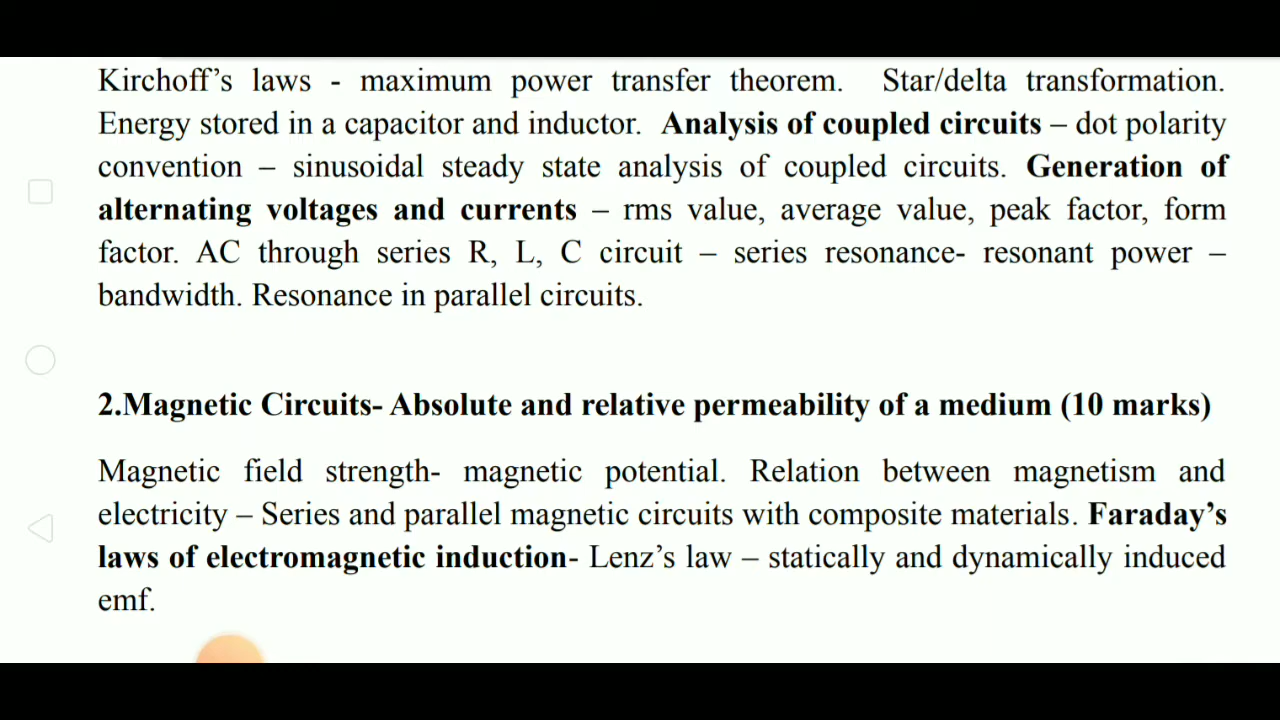 Kirchoff’s laws - maximum power transfer theorem. Star/delta transformation.
Energy stored in a capacitor and inductor. Analysis of coupled circuits – dot polarity
convention – sinusoidal steady state analysis of coupled circuits. Generation of
alternating voltages and currents – rms value, average value, peak factor, form
factor. AC through series R, L, C circuit – series resonance- resonant power –
bandwidth. Resonance in parallel circuits.
2.Magnetic Circuits- Absolute and relative permeability of a medium (10 marks)
Magnetic field strength- magnetic potential. Relation between magnetism and
electricity – Series and parallel magnetic circuits with composite materials. Faraday’s
laws of electromagnetic induction- Lenz’s law – statically and dynamically induced
emf.